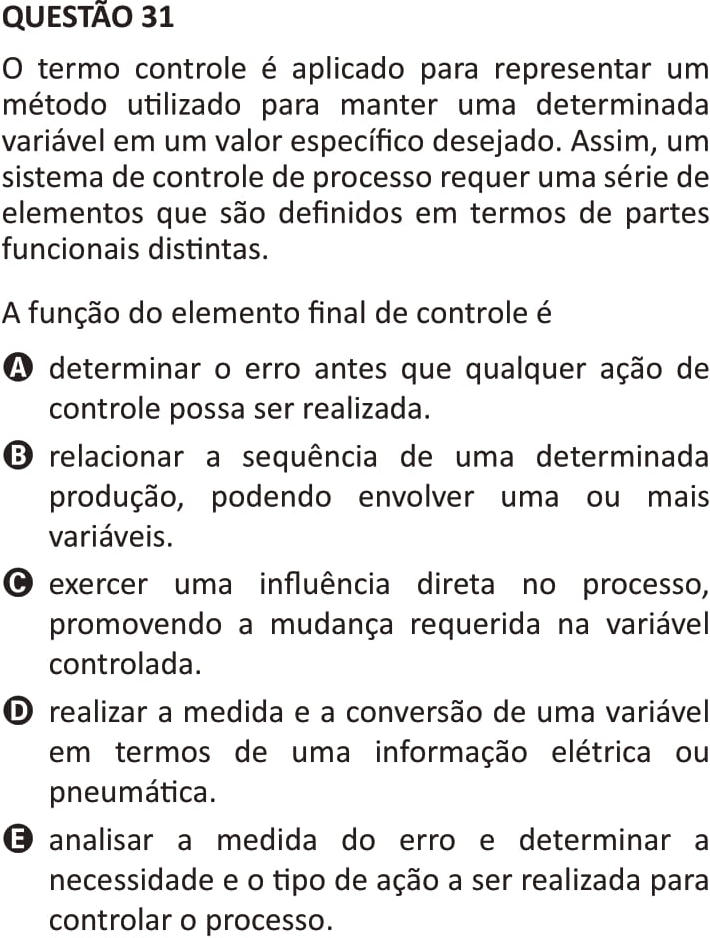 QUESTÃO 31
O termo controle é aplicado para representar um
método utilizado para manter uma determinada
variável em um valor específico desejado. Assim, um
sistema de controle de processo requer uma série de
elementos que são definidos em termos de partes
funcionais distintas.
A função do elemento final de controle é
A determinar o erro antes que qualquer ação de
controle possa ser realizada.
B relacionar a sequência de uma determinada
produção, podendo envolver uma ou mais
variáveis.
C exercer uma influência direta no processo,
promovendo a mudança requerida na variável
controlada.
D realizar a medida e a conversão de uma variável
em termos de uma informação elétrica ou
pneumática.
E analisar a medida do erro e determinar a
necessidade e o tipo de ação a ser realizada para
controlar o processo.